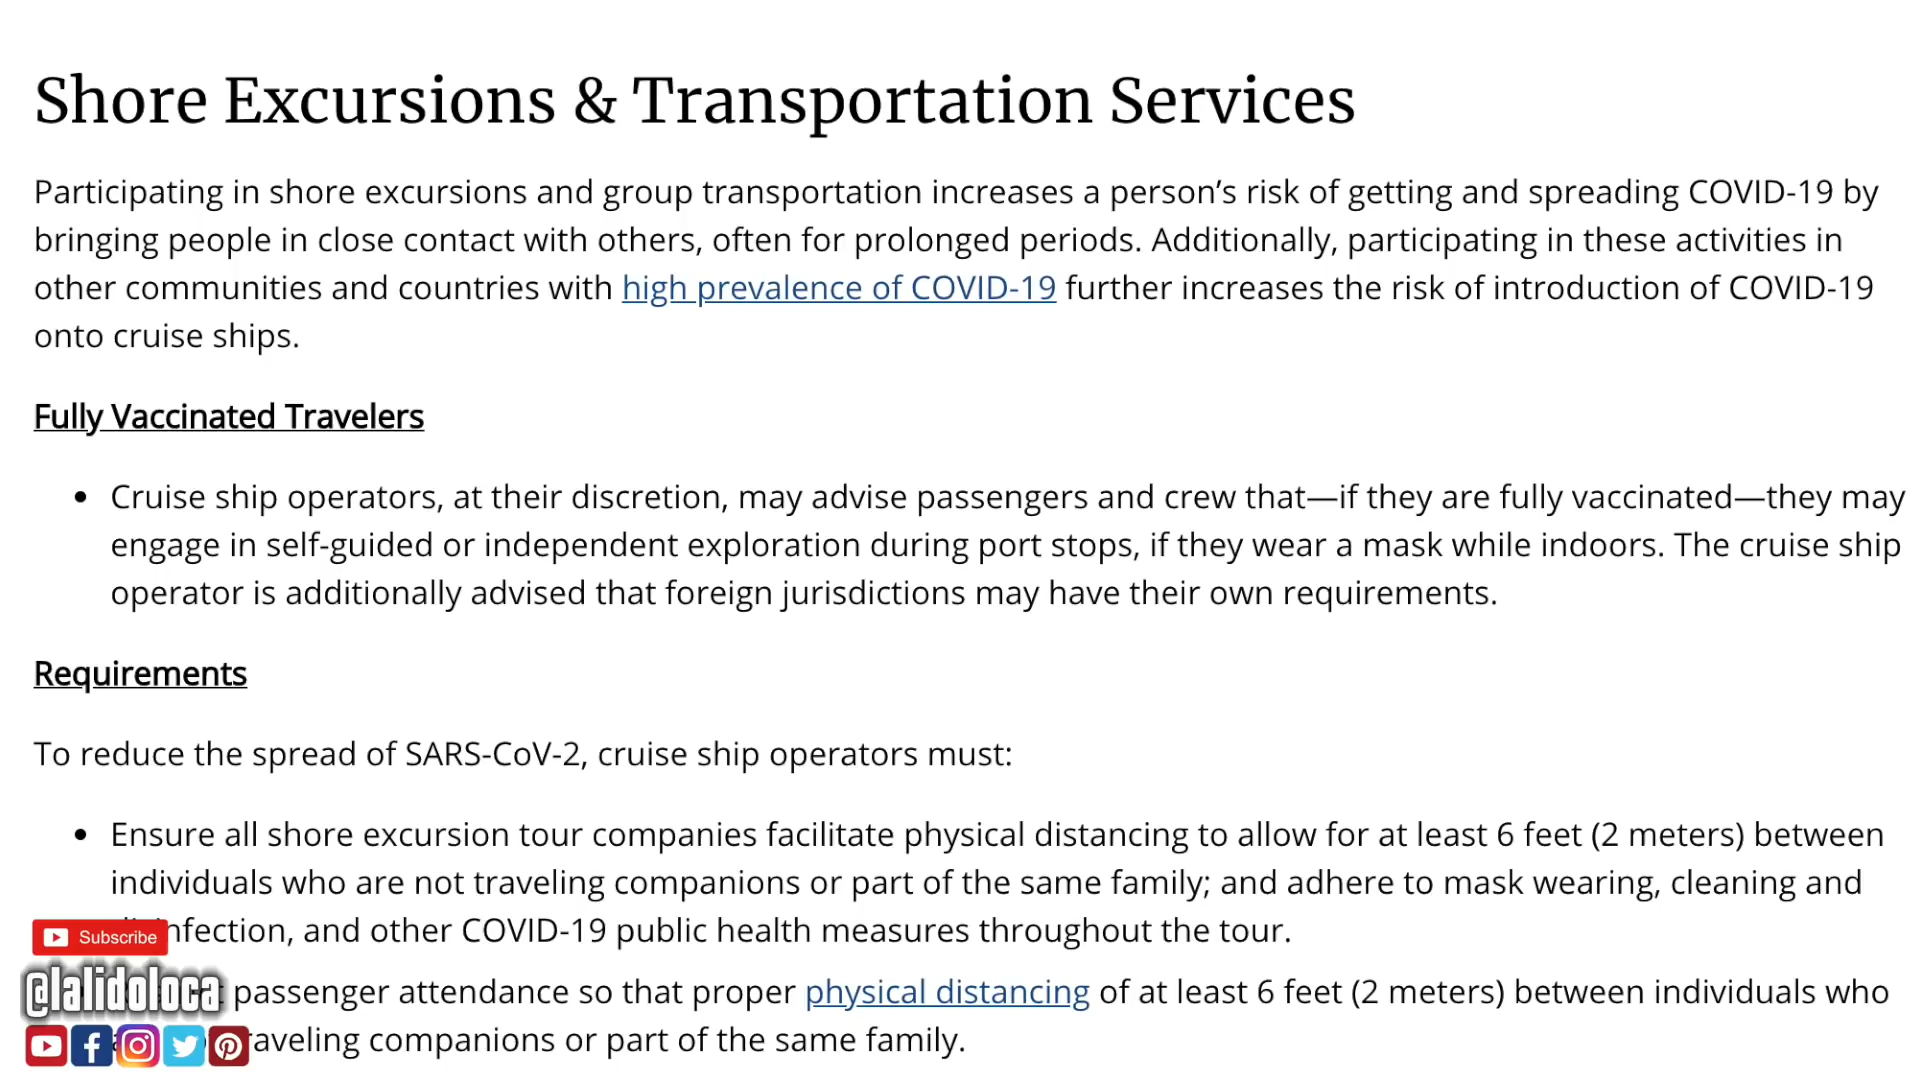 Shore Excursions & Transportation Services
Participating in shore excursions and group transportation increases a person’s risk of getting and spreading COVID-19 by
bringing people in close contact with others, often for prolonged periods. Additionally, participating in these activities in
other communities and countries with high prevalence of COVID-19 further increases the risk of introduction of COVID-19
onto cruise ships.
Fully Vaccinated Travelers
• Cruise ship operators, at their discretion, may advise passengers and crew that—if they are fully vaccinated—they may
engage in self-guided or independent exploration during port stops, if they wear a mask while indoors. The cruise ship
operator is additionally advised that foreign jurisdictions may have their own requirements.
Requirements
To reduce the spread of SARS-CoV-2, cruise ship operators must:
• Ensure all shore excursion tour companies facilitate physical distancing to allow for at least 6 feet (2 meters) between
individuals who are not traveling companions or part of the same family; and adhere to mask wearing, cleaning and
Subscribe nfection, and other COVID-19 public health measures throughout the tour.
@lalidoloca passenger attendance so that proper physical distancing of at least 6 feet (2 meters) between individuals who
aveling companions or part of the same family.